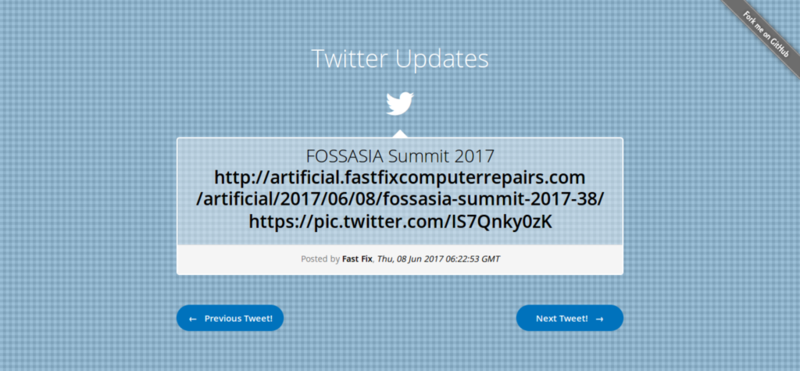 Fork me on GitHub
Twitter Updates
FOSSASIA Summit 2017
http://artificial.fastfixcomputerrepairs.com
/artificial/2017/06/08/fossasia-summit-2017-38/
https://pic.twitter.com/IS7Qnky0zK
Posted by Fast Fix, Thu, 08 Jun 2017 06:22:53 GMT
← Previous Tweet!
Next Tweet! →